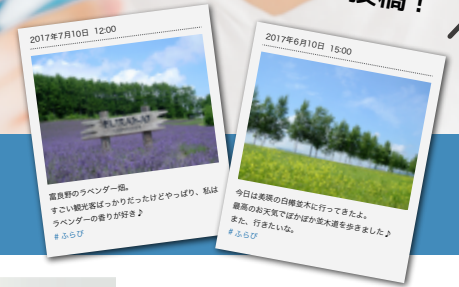 投稿！
2017年7月10日 12:00
富良野のラベンダー畑。
すごい観光客ばっかりだったけどやっぱり、私は
ラベンダーの香りが好き♪
# ふらび
2017年6月10日 15:00
今日は美瑛の白樺並木に行ってきたよ。
最高のお天気でぽかぽか並木道を歩きました♪
また、行きたいな。
# ふらび